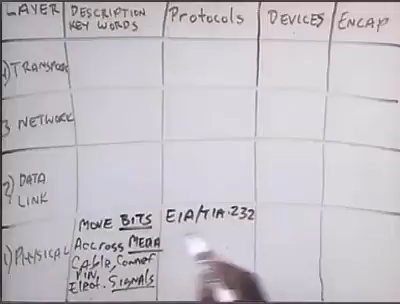 LAYER DESCRIPTION KEY WORDS Protocols DEVICES ENCAP
4) TRANSPORT
3 NETWORK
2) DATA
LINK
1) PHYSICAL
MOVE BITS
Accross MEDIA
CABLE, CONNET
PIN,
Elect. SIGNALS
EIA/TIA-232